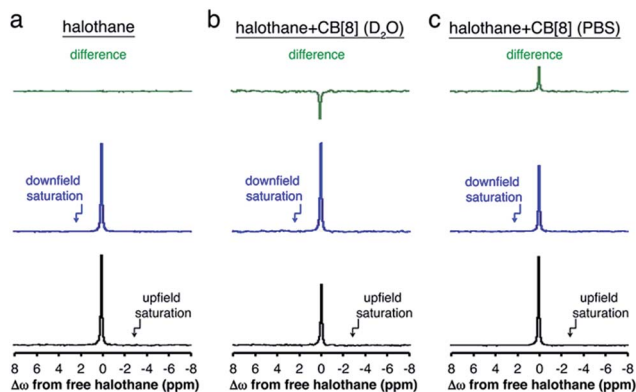 a
halothane
difference
downfield
saturation
upfield
saturation
8 6 4 2 0 -2 -4 -6 -8
Δω from free halothane (ppm)
b
halothane+CB[8] (D₂O)
difference
downfield
saturation
upfield
saturation
8 6 4 2 0 -2 -4 -6 -8
Δω from free halothane (ppm)
c
halothane+CB[8] (PBS)
difference
downfield
saturation
upfield
saturation
8 6 4 2 0 -2 -4 -6 -8
Δω from free halothane (ppm)